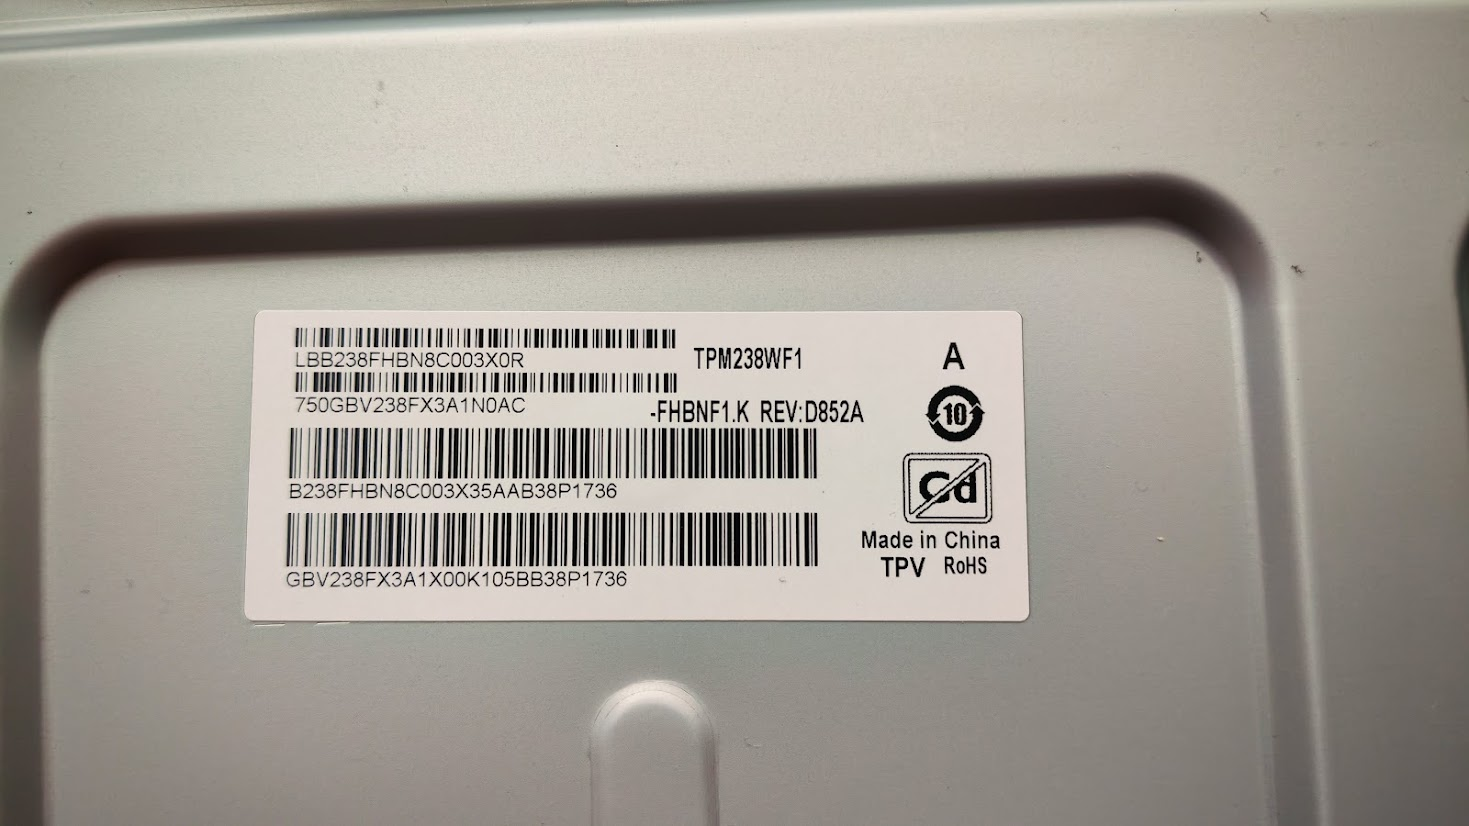 LBB238FHBN8C003X0R
TPM238WF1
A
750GBV238FX3A1N0AC
-FHBNF1.K REV:D852A
10
B238FHBN8C003X35AAB38P1736
Cd
GBV238FX3A1X00K105BB38P1736
Made in China
TPV RoHS